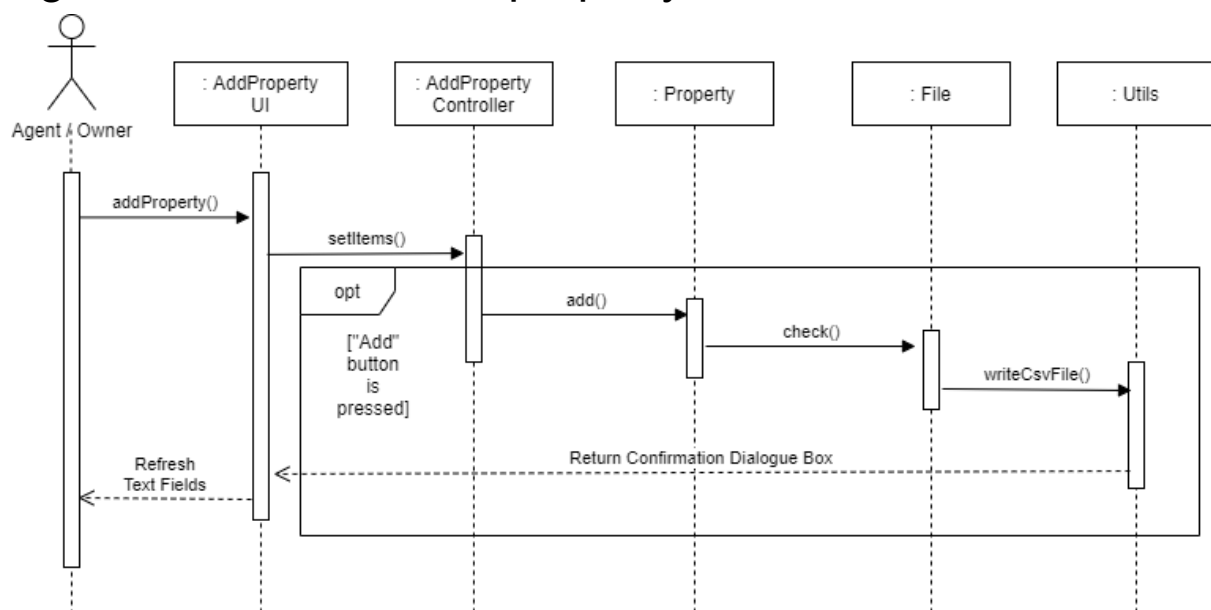 Agent / Owner
: AddProperty
UI
: AddProperty
Controller
: Property
: File
: Utils
addProperty()
setItems()
opt
["Add"
button
is
pressed]
add()
check()
writeCsvFile()
Return Confirmation Dialogue Box
Refresh
Text Fields